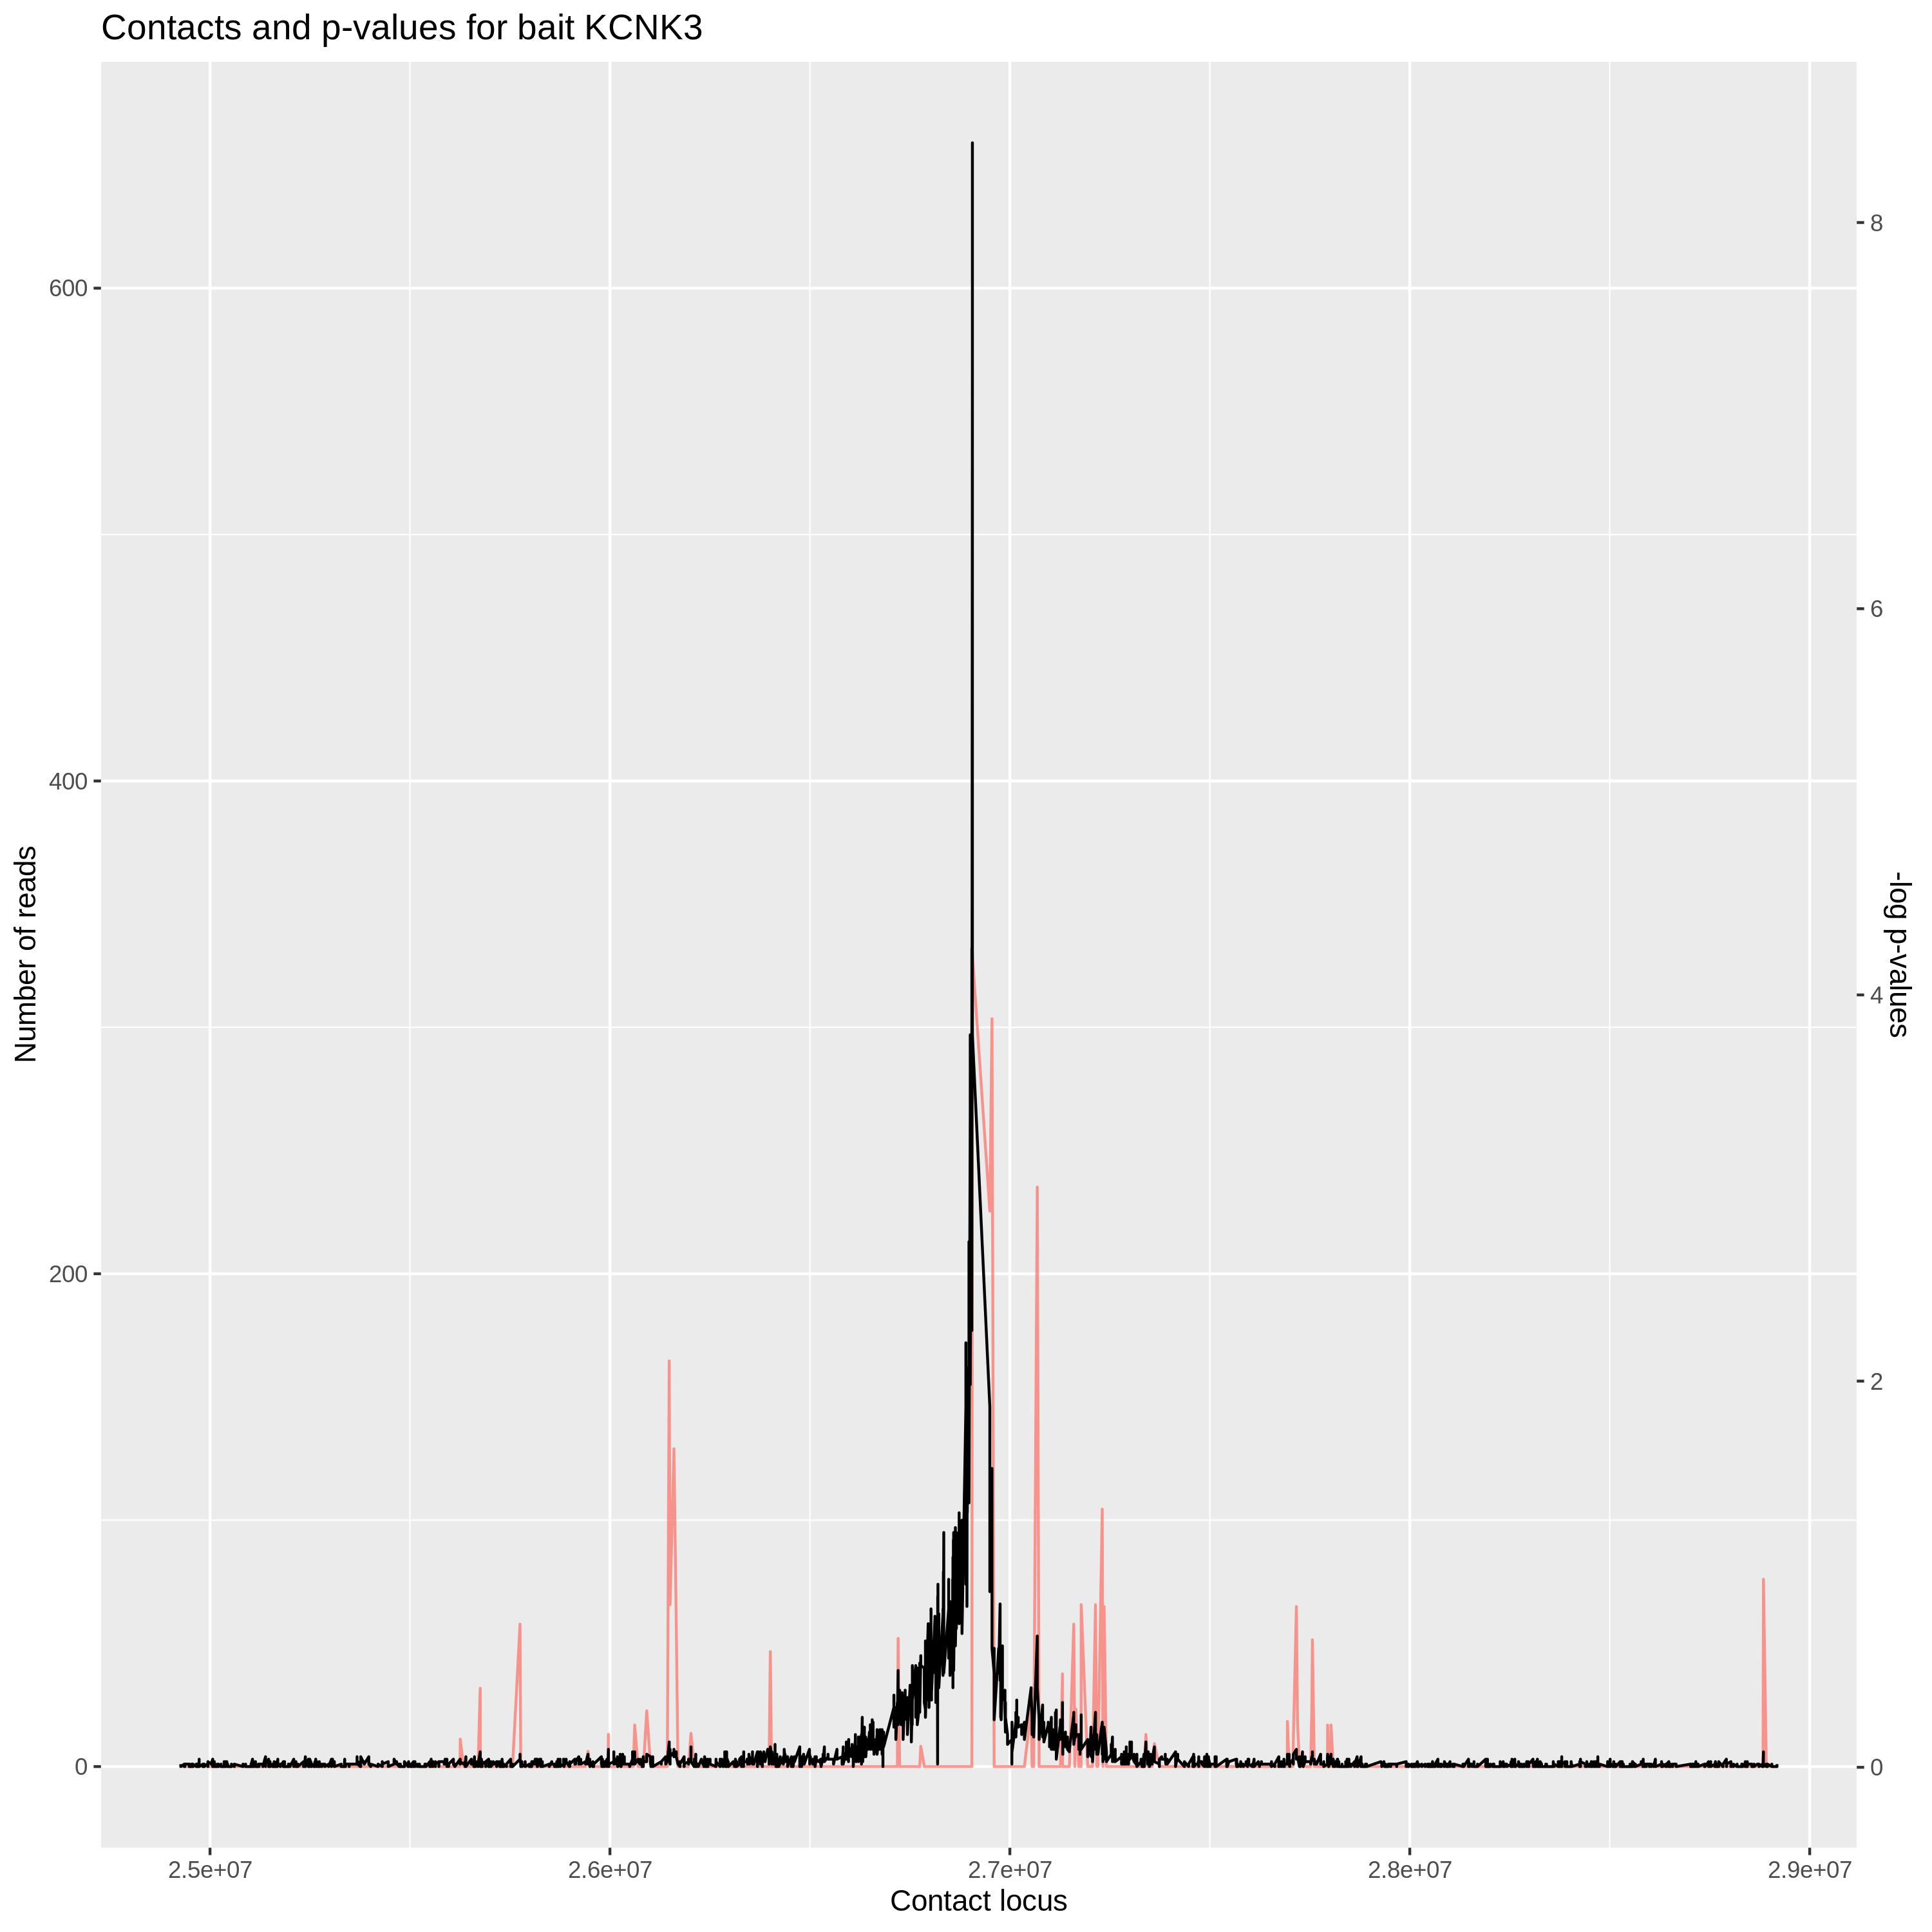 Contacts and p-values for bait KCNK3
600
400
200
0
8
6
4
2
0
Number of reads
-log p-values
2.5e+07
2.6e+07
2.7e+07
2.8e+07
2.9e+07
Contact locus